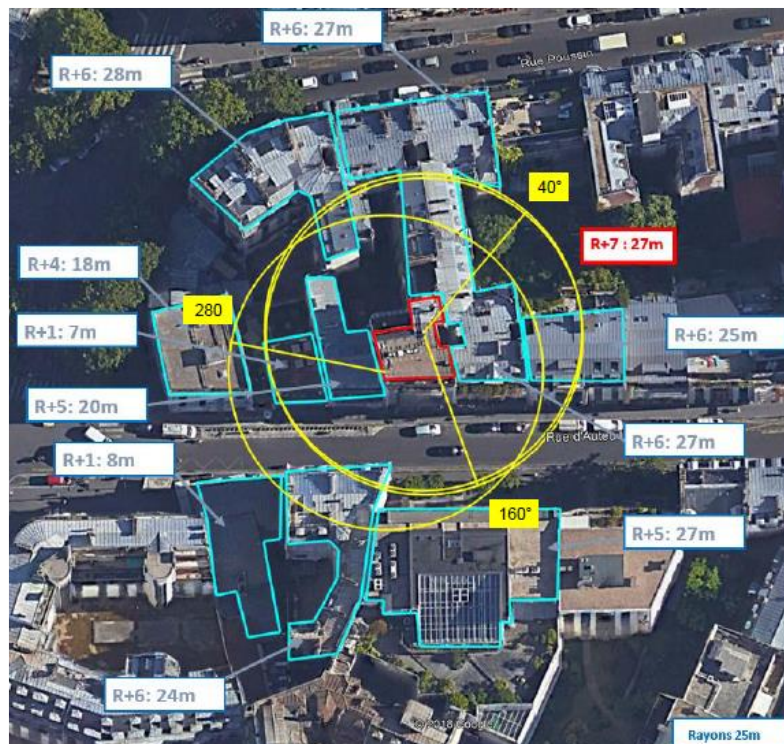 R+6: 27m
Rue Poussin
R+6: 28m
40°
R+7 : 27m
R+4: 18m
280
R+1: 7m
R+6: 25m
R+5: 20m
Rue d'Auteuil
R+6: 27m
R+1: 8m
160°
R+5: 27m
R+6: 24m
© 2018 Google
Rayons 25m